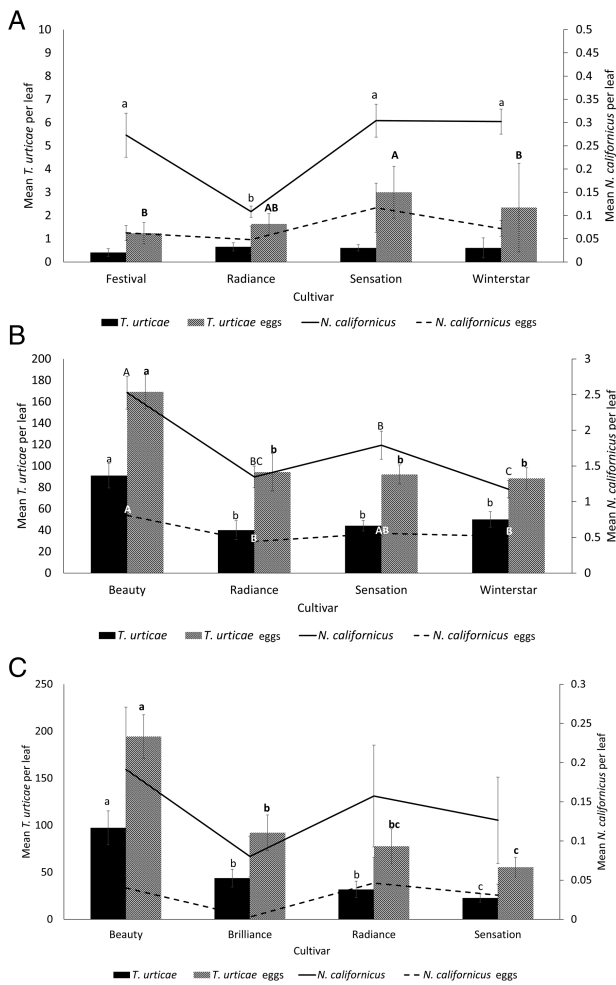 A
10
9
8
7
6
5
4
3
2
1
0
0.5
0.45
0.4
0.35
0.3
0.25
0.2
0.15
0.1
0.05
0
Mean T. urticae per leaf
Mean N. californicus per leaf
a
b
a
a
B
AB
A
B
Festival Radiance Sensation Winterstar
Cultivar
T. urticae T. urticae eggs N. californicus N. californicus eggs
B
200
180
160
140
120
100
80
60
40
20
0
3
2.5
2
1.5
1
0.5
0
Mean T. urticae per leaf
Mean N. californicus per leaf
A a
a
A
BC b
b
B
B
b
b
AB
C b
b
B
Beauty Radiance Sensation Winterstar
Cultivar
T. urticae T. urticae eggs N. californicus N. californicus eggs
C
250
200
150
100
50
0
0.3
0.25
0.2
0.15
0.1
0.05
0
Mean T. urticae per leaf
Mean N. californicus per leaf
a
a
b
b
bc
b
c
c
Beauty Brilliance Radiance Sensation
Cultivar
T. urticae T. urticae eggs N. californicus N. californicus eggs